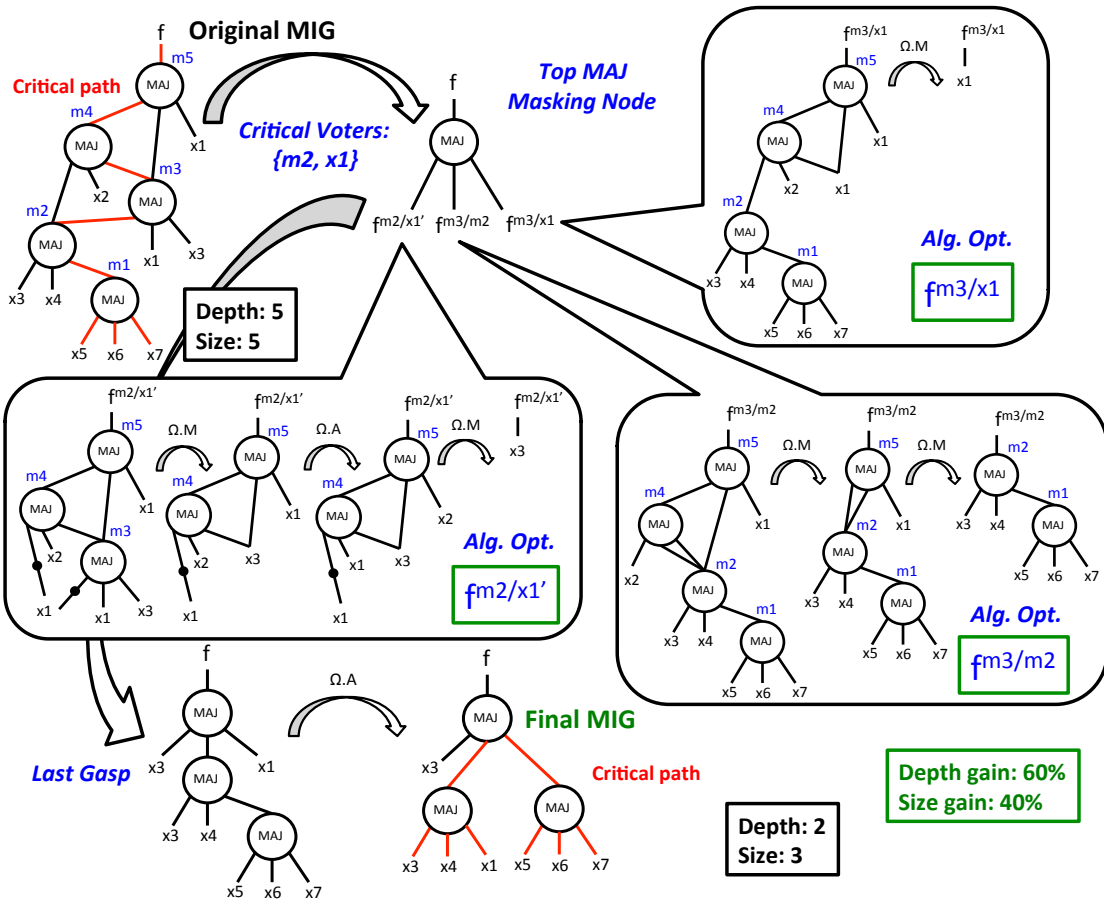 f
Original MIG
m5
MAJ
Critical path
m4
MAJ
x1
m3
x2
MAJ
m2
MAJ
x1
x3
m1
x3
x4
MAJ
x5
x6
x7
Critical Voters:
{m2, x1}
Depth: 5
Size: 5
f
MAJ
Top MAJ
Masking Node
fm2/x1'
fm3/m2
fm3/x1
fm3/x1
m5
MAJ
m4
MAJ
x1
x2
x1
m2
MAJ
m1
x3
x4
MAJ
x5
x6
x7
Ω.M
fm3/x1
x1
Alg. Opt.
fm3/x1
fm2/x1'
m5
MAJ
m4
MAJ
x1
m3
x2
MAJ
x1
x1
x3
Ω.M
fm2/x1'
m5
MAJ
m4
MAJ
x1
x2
x3
x1
Ω.A
fm2/x1'
m5
MAJ
m4
MAJ
x2
x1
x3
x1
Ω.M
fm2/x1'
x3
Alg. Opt.
fm2/x1'
fm3/m2
m5
MAJ
m4
MAJ
x1
x2
m2
MAJ
m1
x3
x4
MAJ
x5
x6
x7
Ω.M
fm3/m2
m5
MAJ
x1
m2
MAJ
m1
x3
x4
MAJ
x5
x6
x7
Ω.M
fm3/m2
m2
MAJ
m1
x3
x4
MAJ
x5
x6
x7
Alg. Opt.
fm3/m2
Last Gasp
f
MAJ
x3
x1
MAJ
x3
x4
MAJ
x5
x6
x7
Ω.A
f
MAJ
Final MIG
x3
Critical path
MAJ
MAJ
x3
x4
x1
x5
x6
x7
Depth: 2
Size: 3
Depth gain: 60%
Size gain: 40%